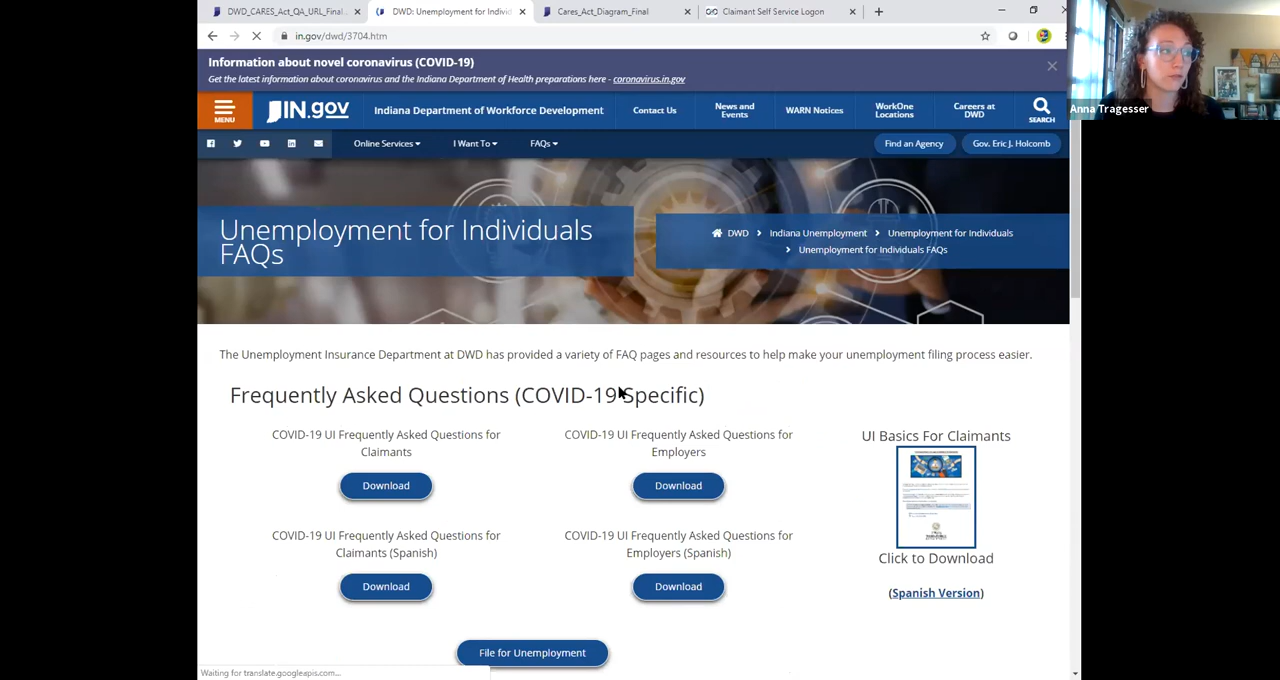 DWD_CARES_Act_QA_URL_Final
DWD: Unemployment for Individ
Cares_Act_Diagram_Final
Claimant Self Service Logon
in.gov/dwd/3704.htm
Information about novel coronavirus (COVID-19)
Get the latest information about coronavirus and the Indiana Department of Health preparations here - coronavirus.in.gov
Anna Tragesser
MENU
IN.gov
Indiana Department of Workforce Development
Contact Us
News and Events
WARN Notices
WorkOne Locations
Careers at DWD
SEARCH
Online Services
I Want To
FAQs
Find an Agency
Gov. Eric J. Holcomb
Unemployment for Individuals
FAQs
DWD > Indiana Unemployment > Unemployment for Individuals
> Unemployment for Individuals FAQs
The Unemployment Insurance Department at DWD has provided a variety of FAQ pages and resources to help make your unemployment filing process easier.
Frequently Asked Questions (COVID-19 Specific)
COVID-19 UI Frequently Asked Questions for
Claimants
Download
COVID-19 UI Frequently Asked Questions for
Employers
Download
UI Basics For Claimants
Click to Download
(Spanish Version)
COVID-19 UI Frequently Asked Questions for
Claimants (Spanish)
Download
COVID-19 UI Frequently Asked Questions for
Employers (Spanish)
Download
File for Unemployment
Waiting for translate.googleapis.com...